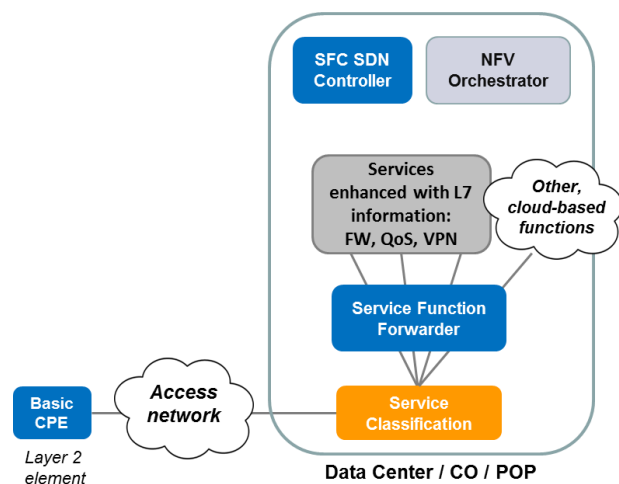 SFC SDN
Controller
NFV
Orchestrator
Services
enhanced with L7
information:
FW, QoS, VPN
Other,
cloud-based
functions
Service Function
Forwarder
Access
network
Basic
CPE
Service
Classification
Layer 2
element
Data Center / CO / POP